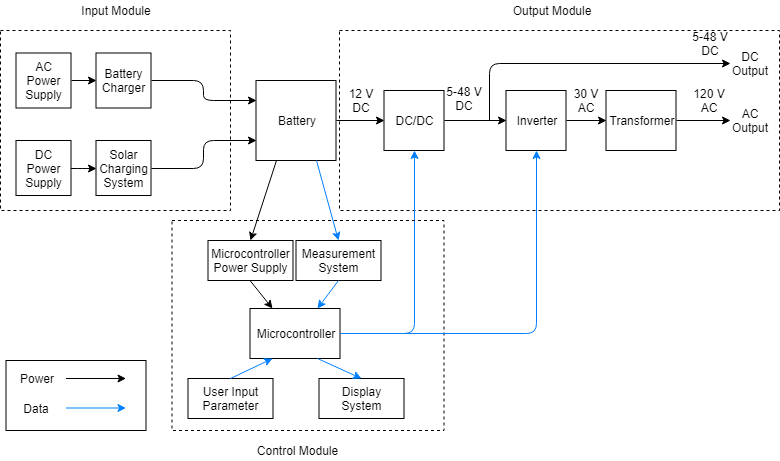 Input Module
Output Module
AC
Power
Supply
Battery
Charger
DC
Power
Supply
Solar
Charging
System
Battery
12 V
DC
DC/DC
5-48 V
DC
Inverter
30 V
AC
Transformer
5-48 V
DC
DC
Output
120 V
AC
AC
Output
Microcontroller
Power Supply
Measurement
System
Microcontroller
User Input
Parameter
Display
System
Control Module
Power
Data